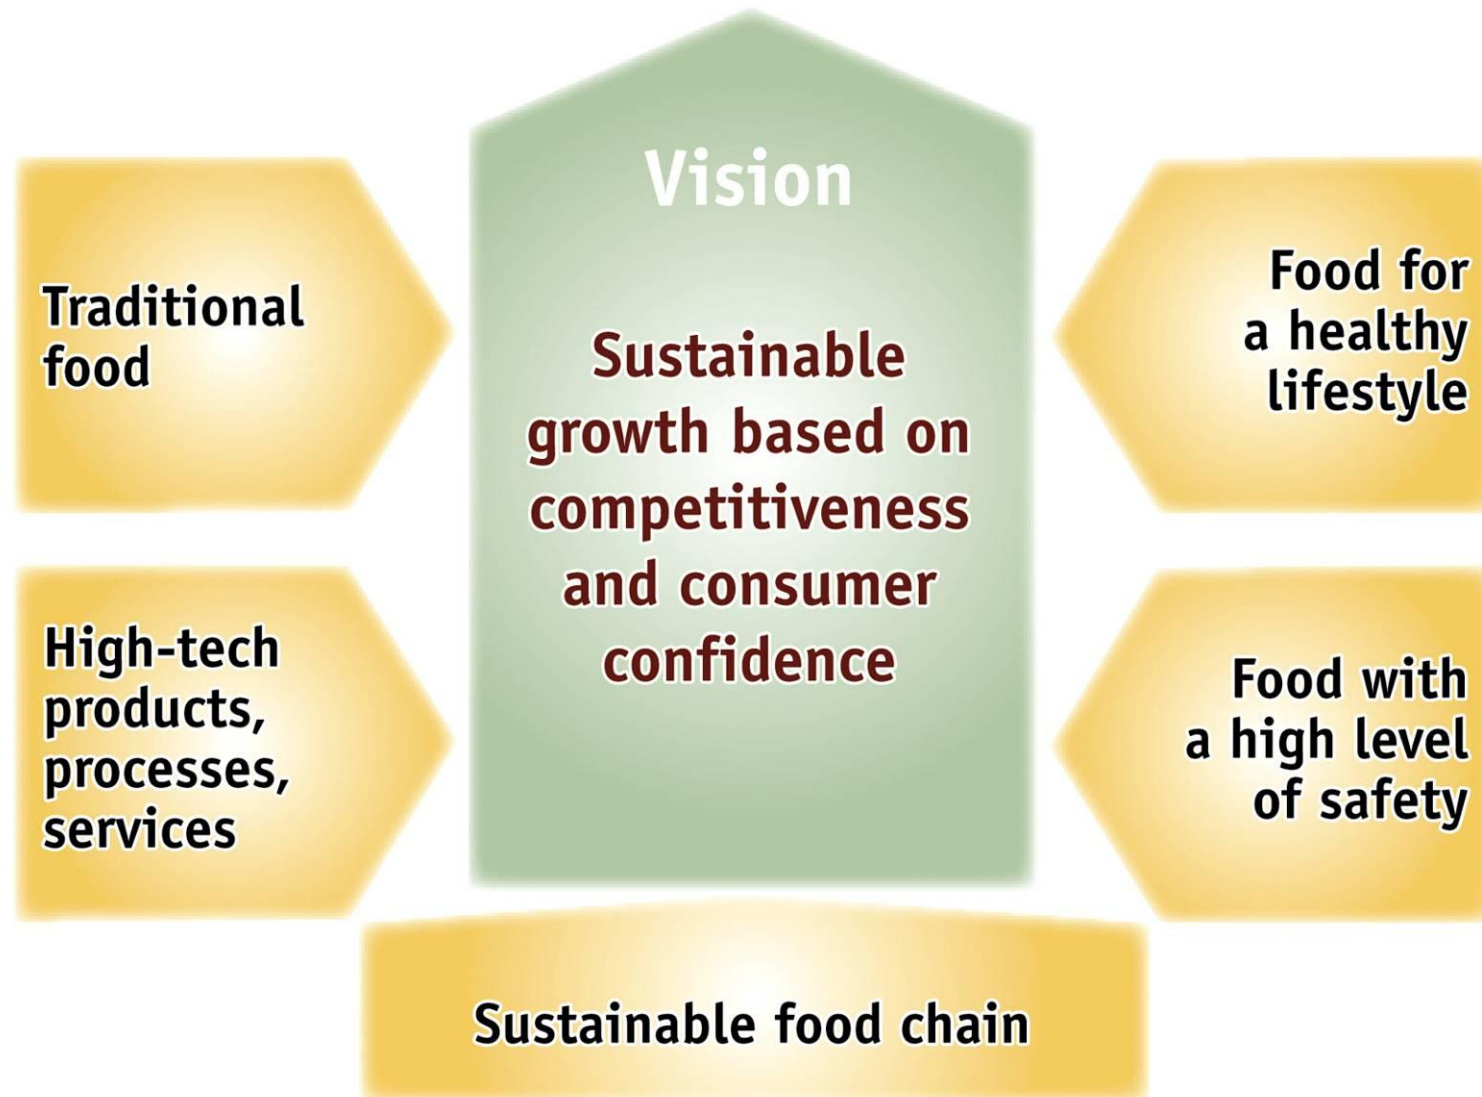 Vision
Sustainable
growth based on
competitiveness
and consumer
confidence
Traditional
food
High-tech
products,
processes,
services
Food for
a healthy
lifestyle
Food with
a high level
of safety
Sustainable food chain